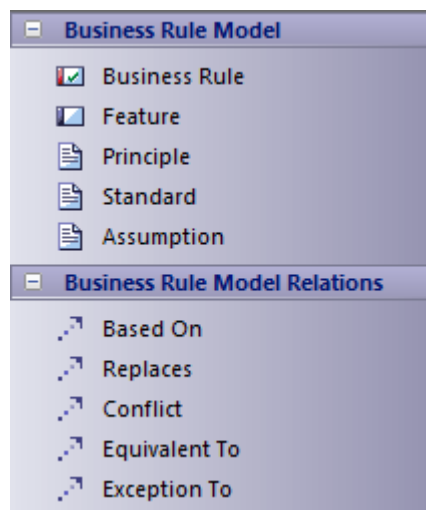 Business Rule Model
Business Rule
Feature
Principle
Standard
Assumption
Business Rule Model Relations
Based On
Replaces
Conflict
Equivalent To
Exception To